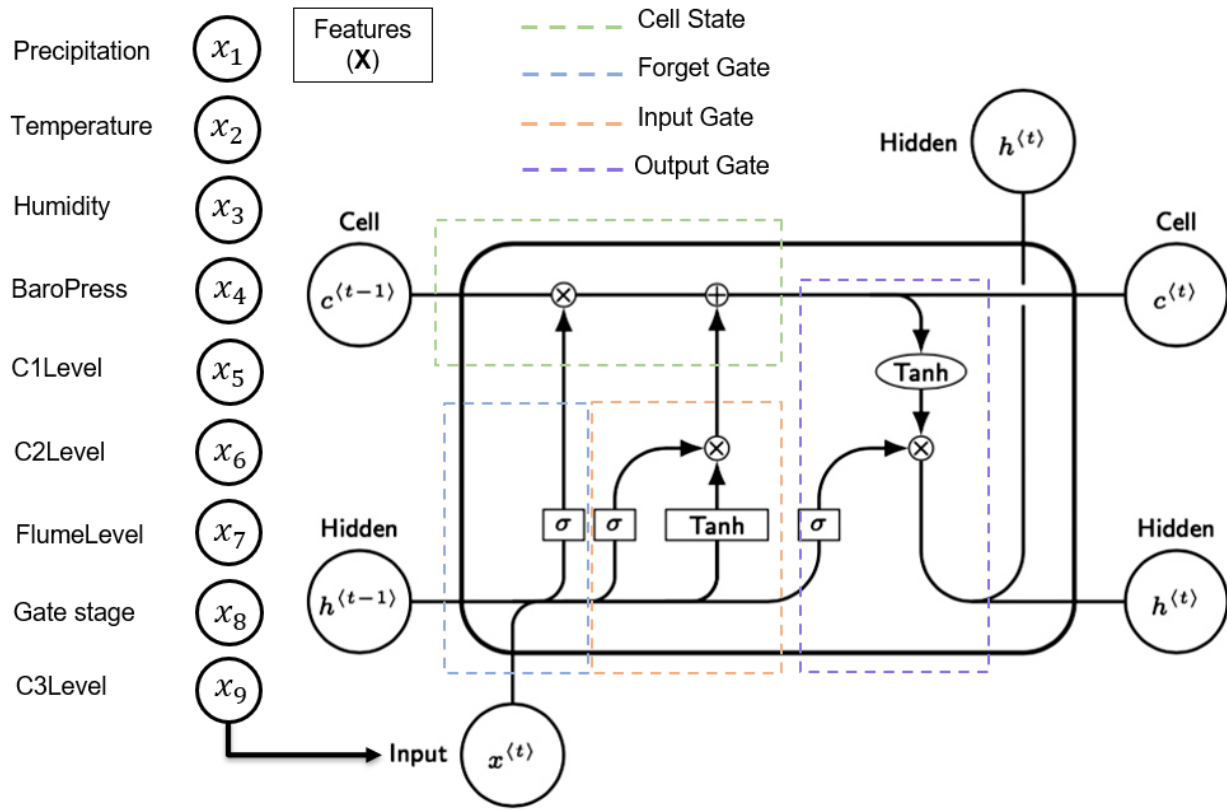 Precipitation
x₁
Temperature
x₂
Humidity
x₃
BaroPress
x₄
C1Level
x₅
C2Level
x₆
FlumeLevel
x₇
Gate stage
x₈
C3Level
x₉
Features
(X)
Cell State
Forget Gate
Input Gate
Output Gate
Hidden
h⟨t⟩
Cell
c⟨t−1⟩
×
+
Cell
c⟨t⟩
Tanh
×
×
σ
σ
Tanh
σ
Hidden
h⟨t−1⟩
Hidden
h⟨t⟩
Input
x⟨t⟩